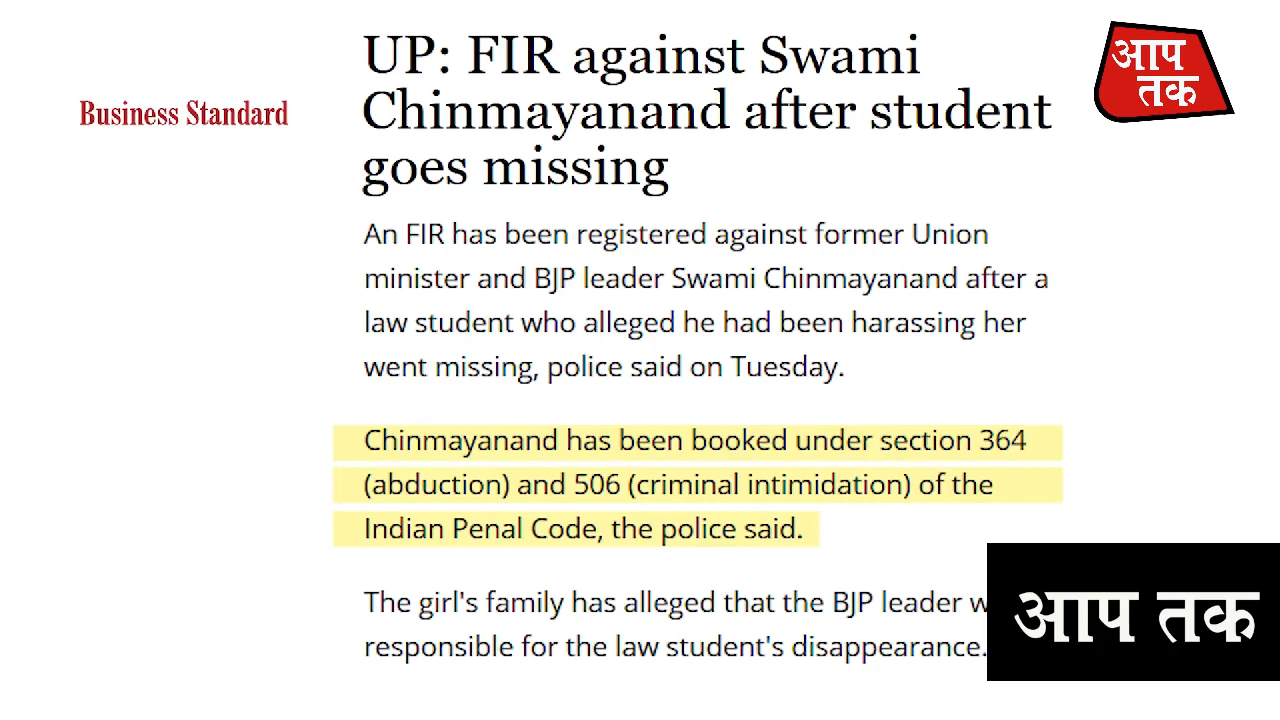 UP: FIR against Swami
Chinmayanand after student
goes missing
Business Standard
आप
तक
An FIR has been registered against former Union
minister and BJP leader Swami Chinmayanand after a
law student who alleged he had been harassing her
went missing, police said on Tuesday.
Chinmayanand has been booked under section 364
(abduction) and 506 (criminal intimidation) of the
Indian Penal Code, the police said.
The girl's family has alleged that the BJP leader
responsible for the law student's disappearance.
आप तक